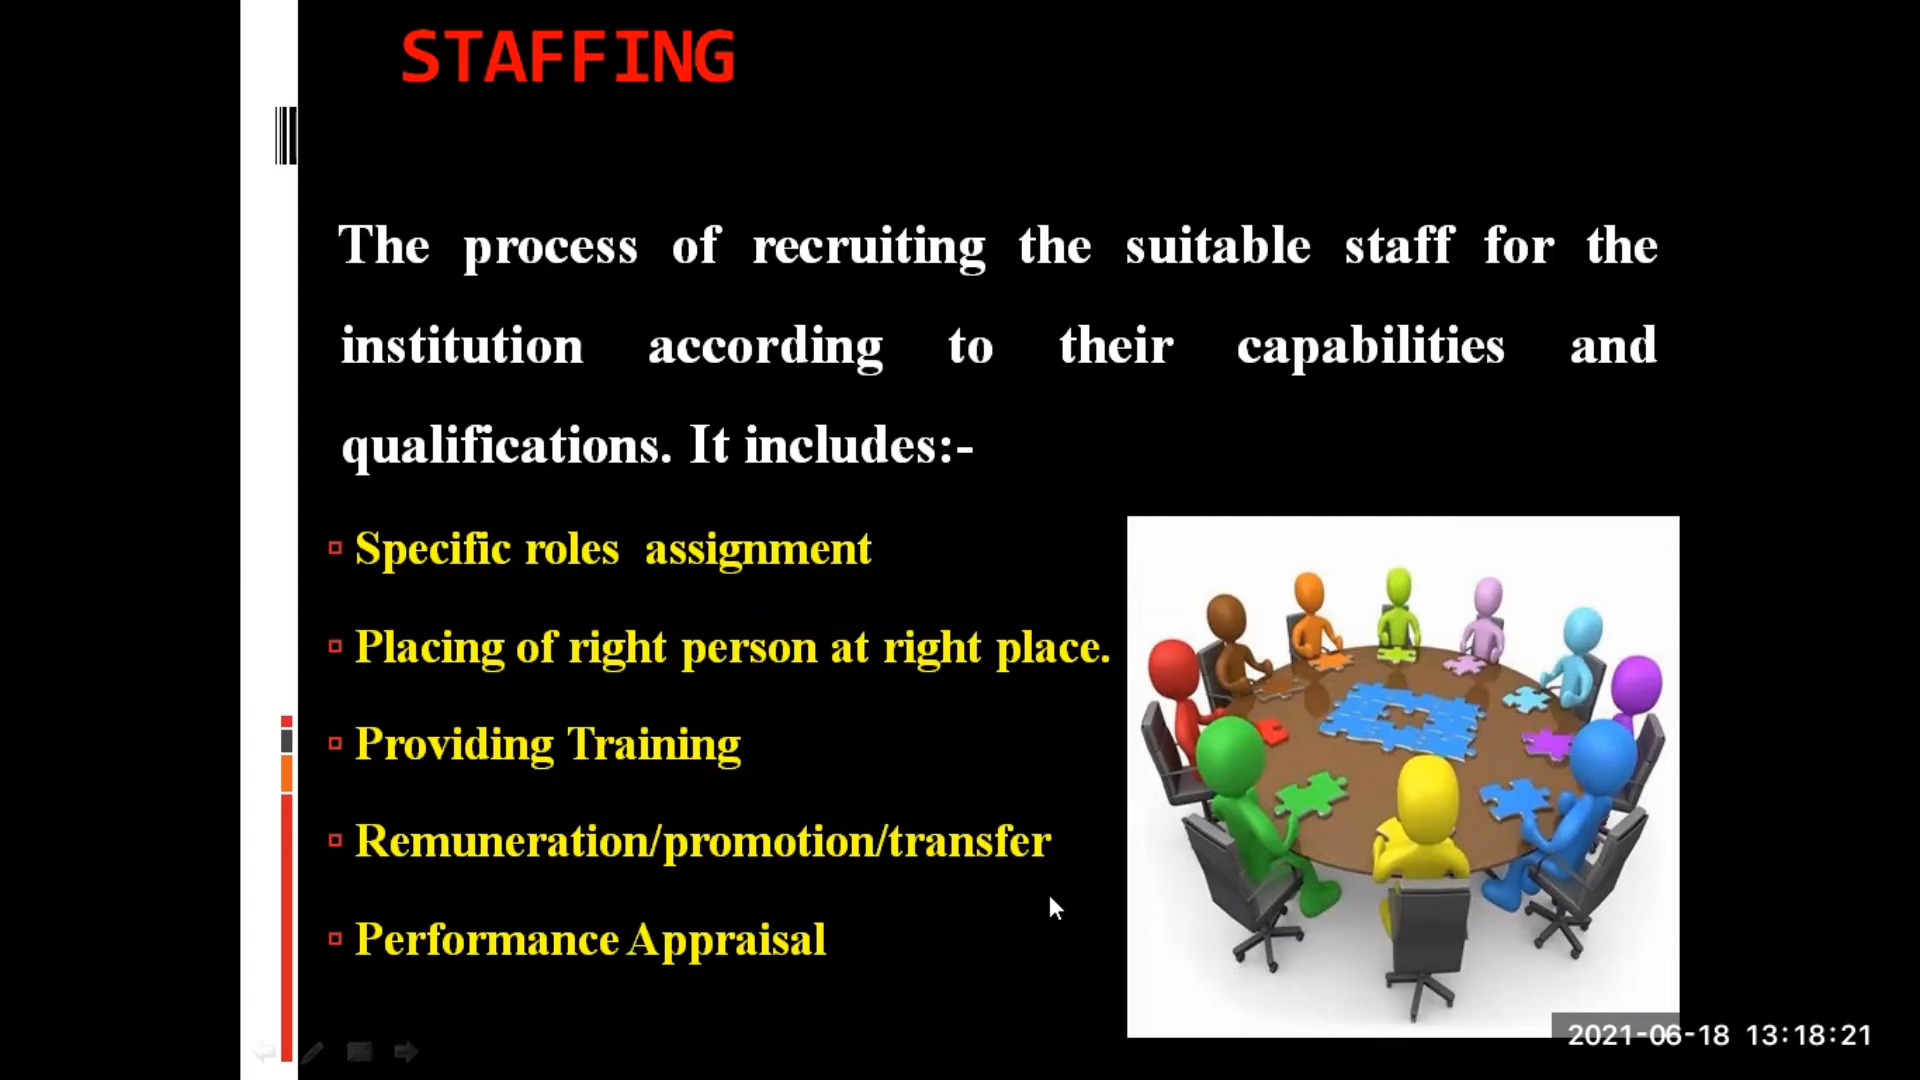 STAFFING
The process of recruiting the suitable staff for the
institution according to their capabilities and
qualifications. It includes:-
Specific roles assignment
Placing of right person at right place.
Providing Training
Remuneration/promotion/transfer
Performance Appraisal
2021-06-18 13:18:21